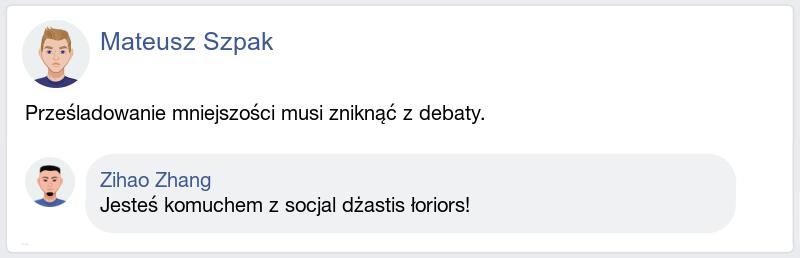 Mateusz Szpak
Prześladowanie mniejszości musi zniknąć z debaty.
Zihao Zhang
Jesteś komuchem z socjal dżastis łoriors!